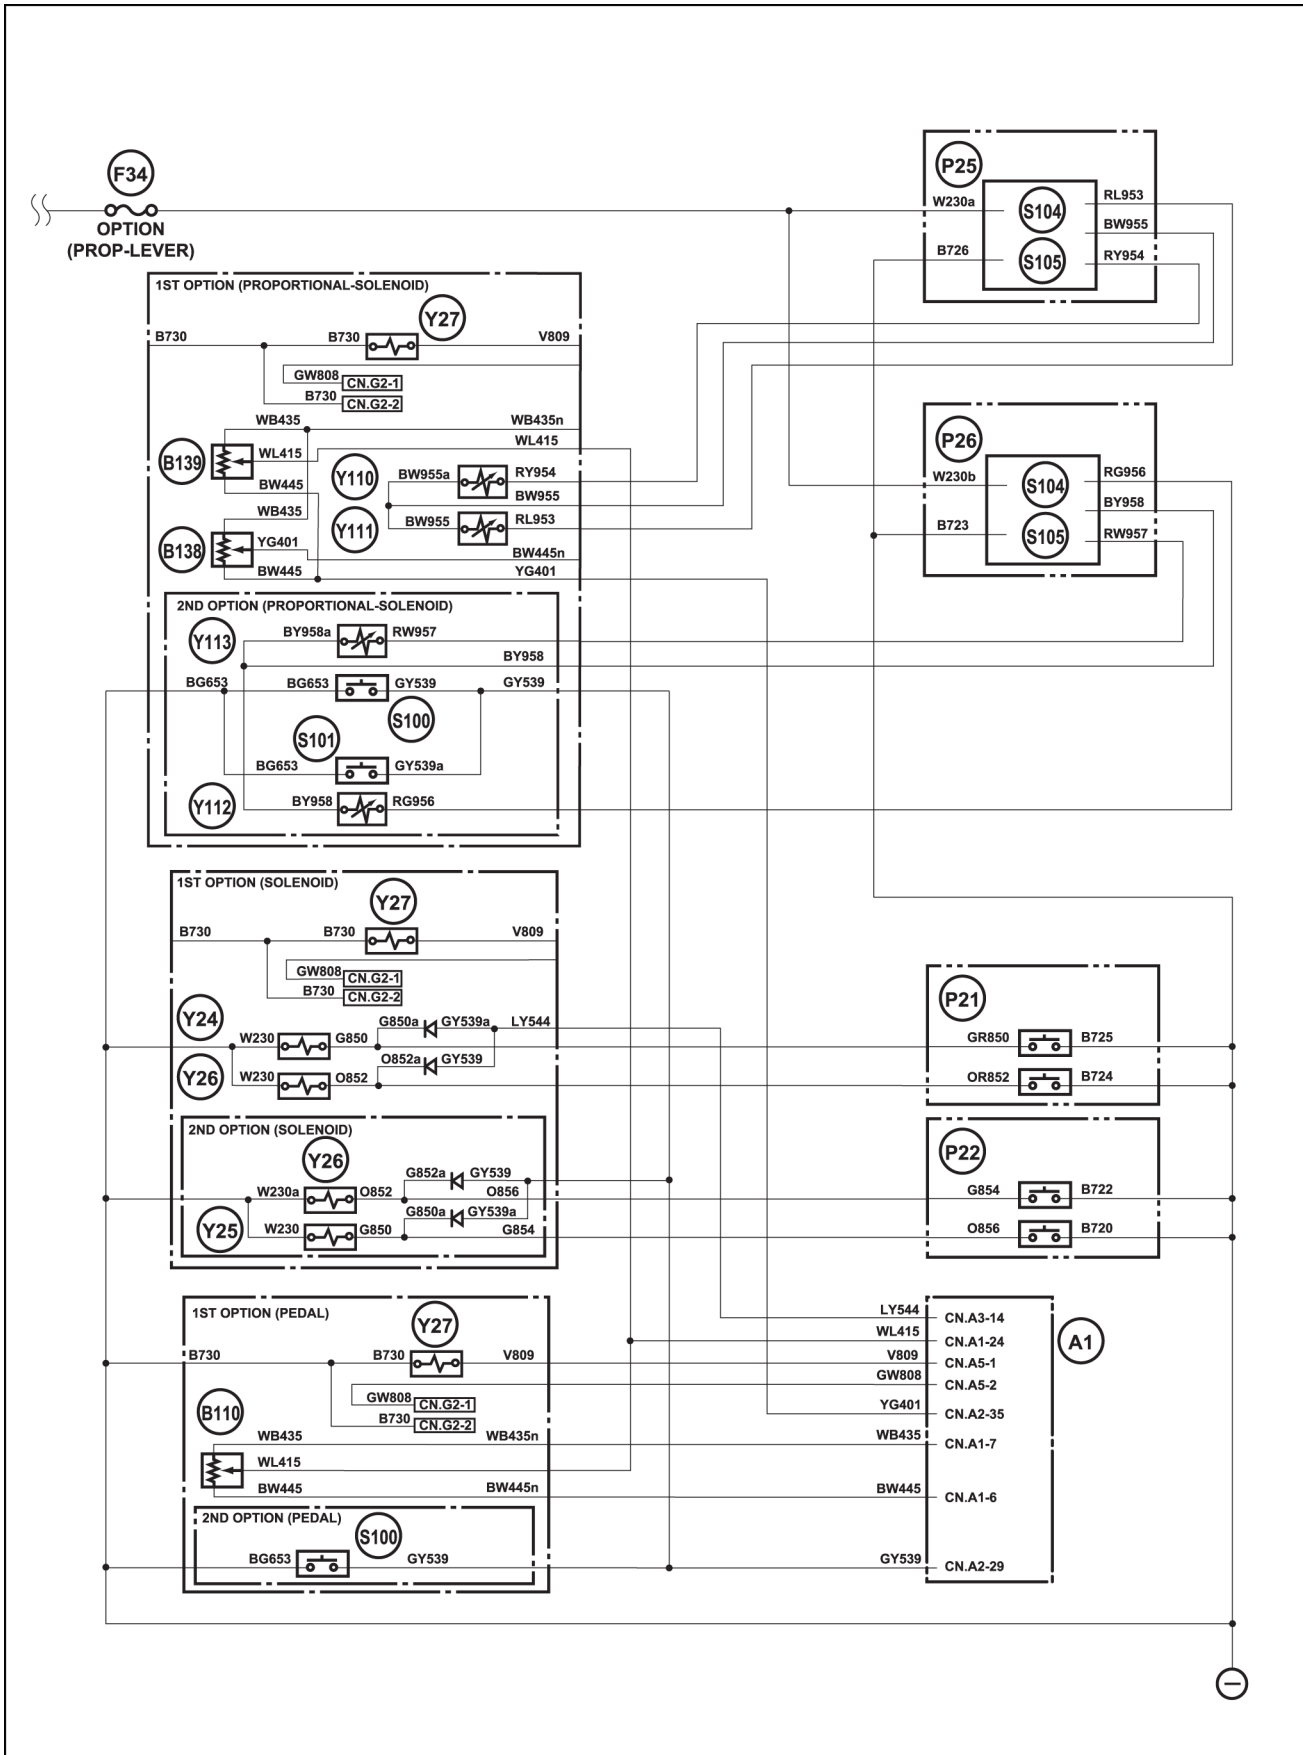 F34
OPTION
(PROP-LEVER)
P25
W230a
S104
RL953
BW955
B726
S105
RY954
1ST OPTION (PROPORTIONAL-SOLENOID)
Y27
B730
B730
V809
GW808
CN.G2-1
B730
CN.G2-2
WB435
WB435n
WL415
B139
WL415
Y110
BW955a
RY954
BW445
BW955
WB435
Y111
BW955
RL953
B138
YG401
BW445n
BW445
YG401
P26
W230b
S104
RG956
BY958
B723
S105
RW957
2ND OPTION (PROPORTIONAL-SOLENOID)
Y113
BY958a
RW957
BY958
BG653
BG653
GY539
GY539
S100
S101
BG653
GY539a
Y112
BY958
RG956
1ST OPTION (SOLENOID)
Y27
B730
B730
V809
GW808
CN.G2-1
B730
CN.G2-2
Y24
G850a
GY539a
LY544
W230
G850
O852a
GY539
Y26
W230
O852
P21
GR850
B725
OR852
B724
2ND OPTION (SOLENOID)
Y26
G852a
GY539
W230a
O852
O856
G850a
GY539a
Y25
W230
G850
G854
P22
G854
B722
O856
B720
1ST OPTION (PEDAL)
Y27
B730
B730
V809
GW808
CN.G2-1
B730
CN.G2-2
B110
WB435
WB435n
WL415
BW445
BW445n
2ND OPTION (PEDAL)
S100
BG653
GY539
A1
LY544
CN.A3-14
WL415
CN.A1-24
V809
CN.A5-1
GW808
CN.A5-2
YG401
CN.A2-35
WB435
CN.A1-7
BW445
CN.A1-6
GY539
CN.A2-29